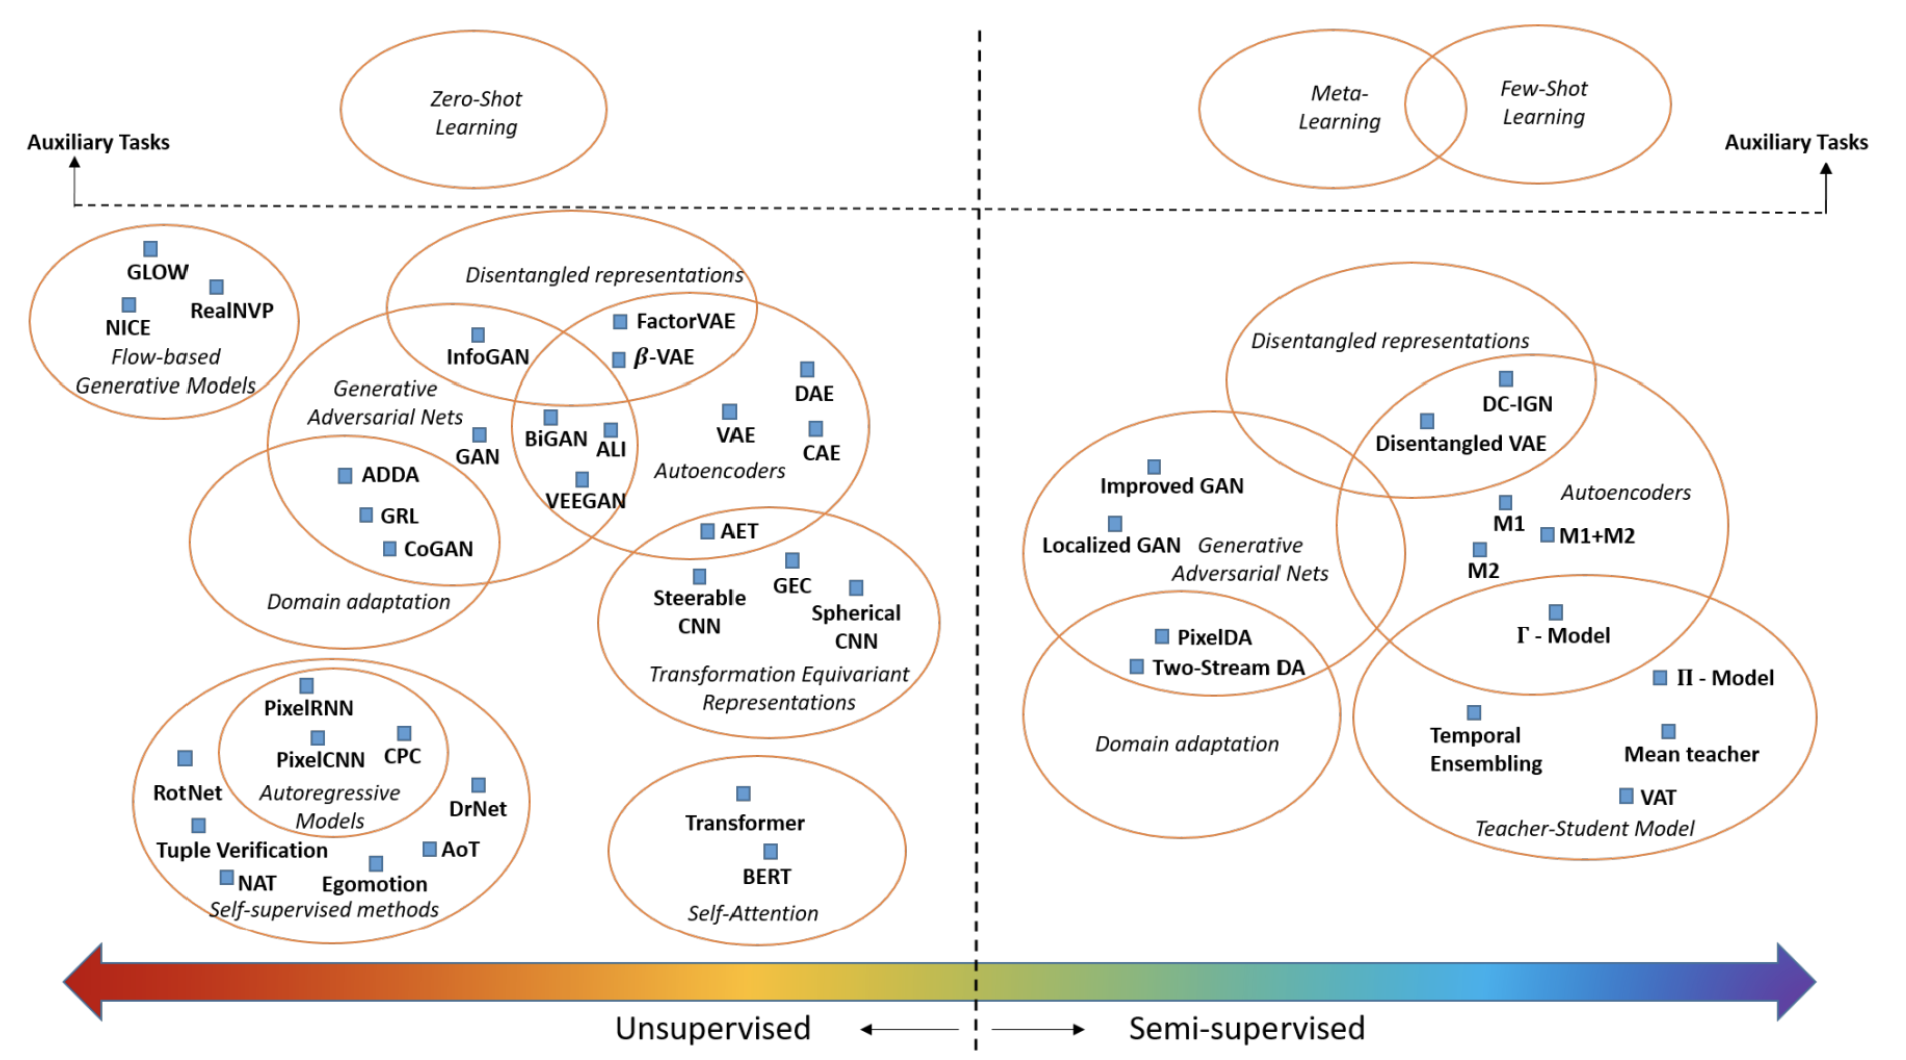 Zero-Shot
Learning
Meta-
Learning
Few-Shot
Learning
Auxiliary Tasks
Auxiliary Tasks
GLOW
RealNVP
NICE
Flow-based
Generative Models
Disentangled representations
FactorVAE
β-VAE
InfoGAN
Generative
Adversarial Nets
GAN
BiGAN
ALI
VEEGAN
DAE
VAE
CAE
Autoencoders
ADDA
GRL
CoGAN
Domain adaptation
AET
GEC
Steerable
CNN
Spherical
CNN
Transformation Equivariant
Representations
PixelRNN
PixelCNN
CPC
Autoregressive
Models
RotNet
DrNet
Tuple Verification
AoT
NAT
Egomotion
Self-supervised methods
Transformer
BERT
Self-Attention
Disentangled representations
DC-IGN
Disentangled VAE
Autoencoders
M1
M1+M2
M2
Improved GAN
Localized GAN
Generative
Adversarial Nets
PixelDA
Two-Stream DA
Domain adaptation
Γ - Model
Π - Model
Temporal
Ensembling
Mean teacher
VAT
Teacher-Student Model
Unsupervised
Semi-supervised